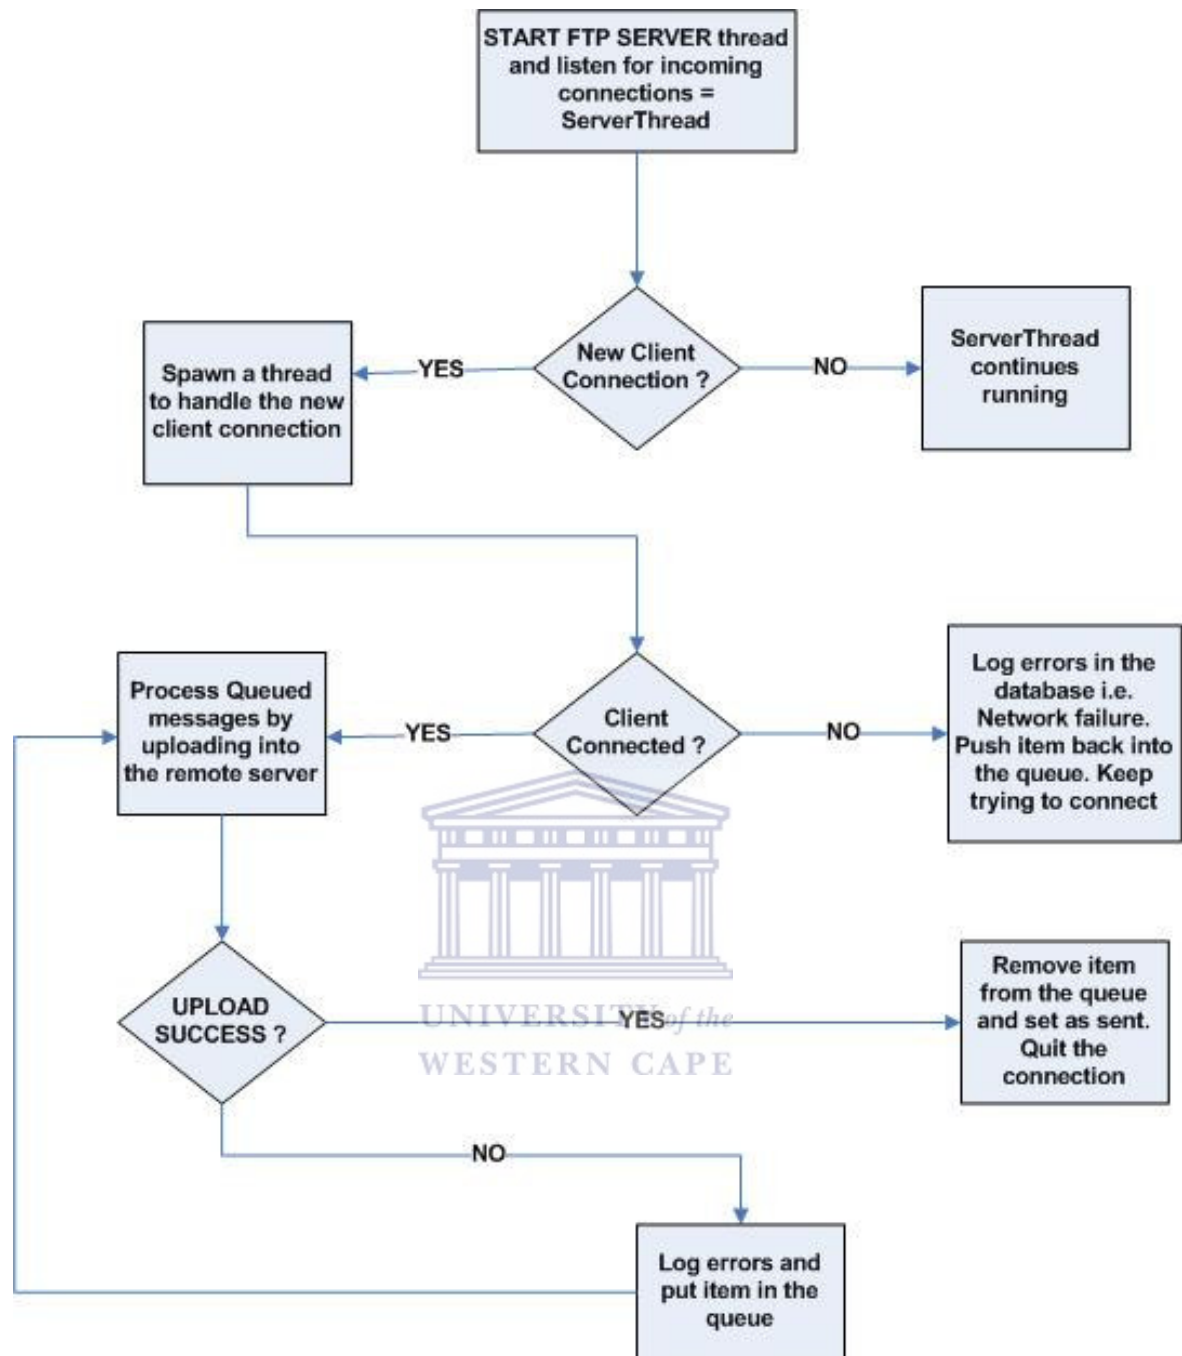 START FTP SERVER thread
and listen for incoming
connections =
ServerThread
New Client
Connection ?
YES
NO
Spawn a thread
to handle the new
client connection
ServerThread
continues
running
Client
Connected ?
YES
NO
Process Queued
messages by
uploading into
the remote server
Log errors in the
database i.e.
Network failure.
Push item back into
the queue. Keep
trying to connect
UPLOAD
SUCCESS ?
YES
Remove item
from the queue
and set as sent.
Quit the
connection
UNIVERSITY of the
WESTERN CAPE
NO
Log errors and
put item in the
queue